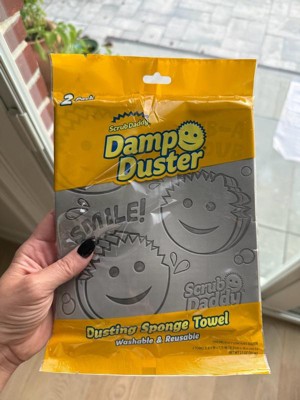 2
Scrub Daddy
Damp
Duster
SMILE!
Scrub
Daddy
Dusting Sponge Towel
Washable & Reusable